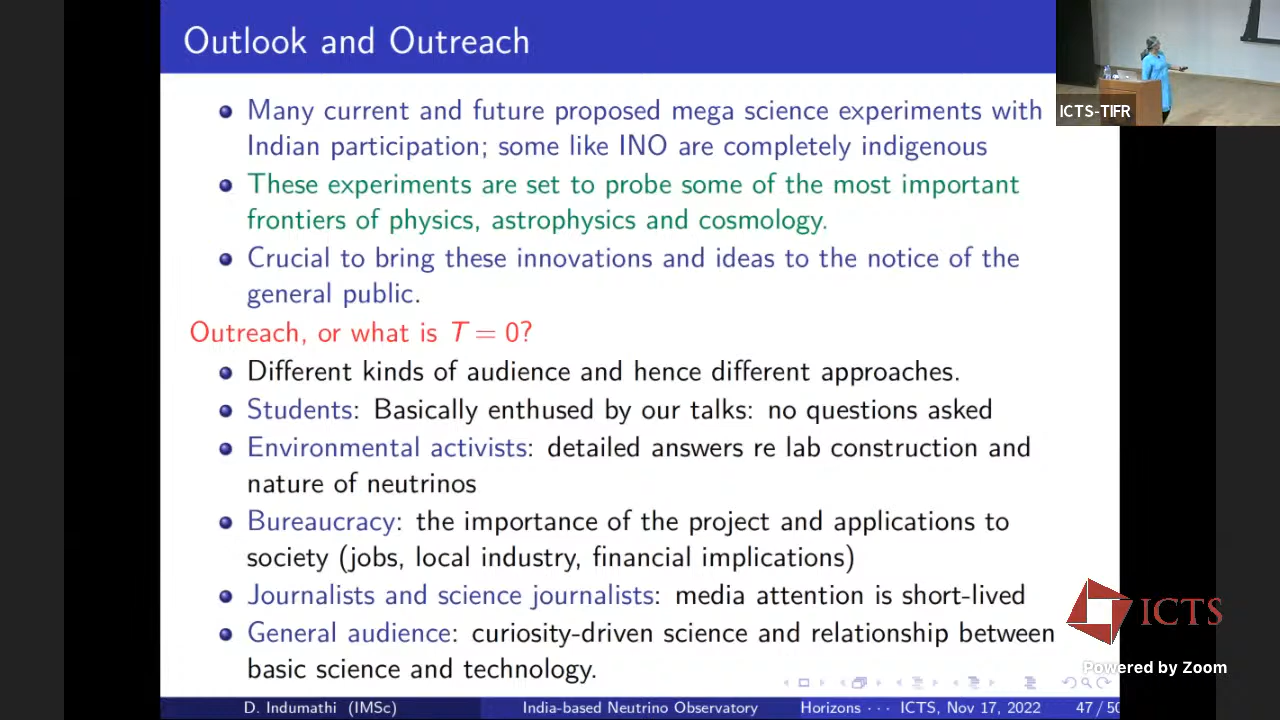 Outlook and Outreach
Many current and future proposed mega science experiments with
Indian participation; some like INO are completely indigenous
These experiments are set to probe some of the most important
frontiers of physics, astrophysics and cosmology.
Crucial to bring these innovations and ideas to the notice of the
general public.
Outreach, or what is T = 0?
Different kinds of audience and hence different approaches.
Students: Basically enthused by our talks: no questions asked
Environmental activists: detailed answers re lab construction and
nature of neutrinos
Bureaucracy: the importance of the project and applications to
society (jobs, local industry, financial implications)
Journalists and science journalists: media attention is short-lived
General audience: curiosity-driven science and relationship between
basic science and technology.
D. Indumathi (IMSc) India-based Neutrino Observatory Horizons · · · ICTS, Nov 17, 2022 47 / 50
ICTS-TIFR
ICTS
Powered by Zoom